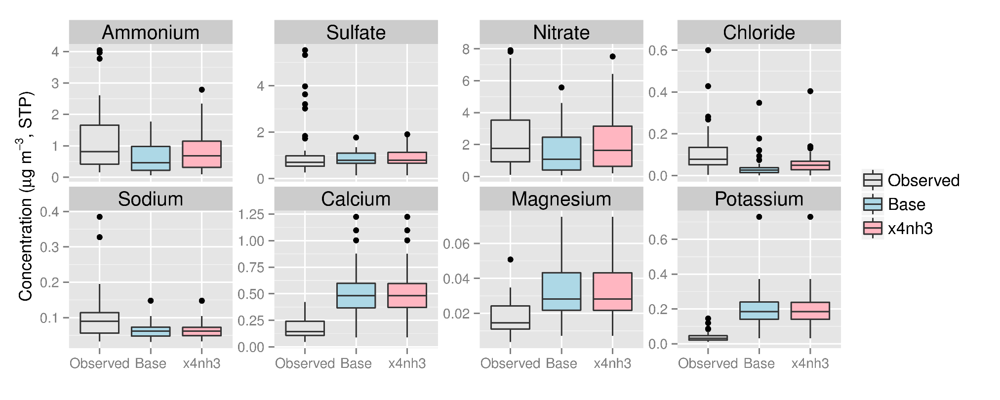 Ammonium Sulfate Nitrate Chloride
4 3 2 1 0
4 2 0
8 6 4 2 0
0.6 0.4 0.2 0.0
Concentration (µg m⁻³, STP)
Sodium Calcium Magnesium Potassium
0.4 0.3 0.2 0.1
1.25 1.00 0.75 0.50 0.25 0.00
0.06 0.04 0.02
0.6 0.4 0.2 0.0
Observed Base x4nh3 Observed Base x4nh3 Observed Base x4nh3 Observed Base x4nh3
Observed
Base
x4nh3